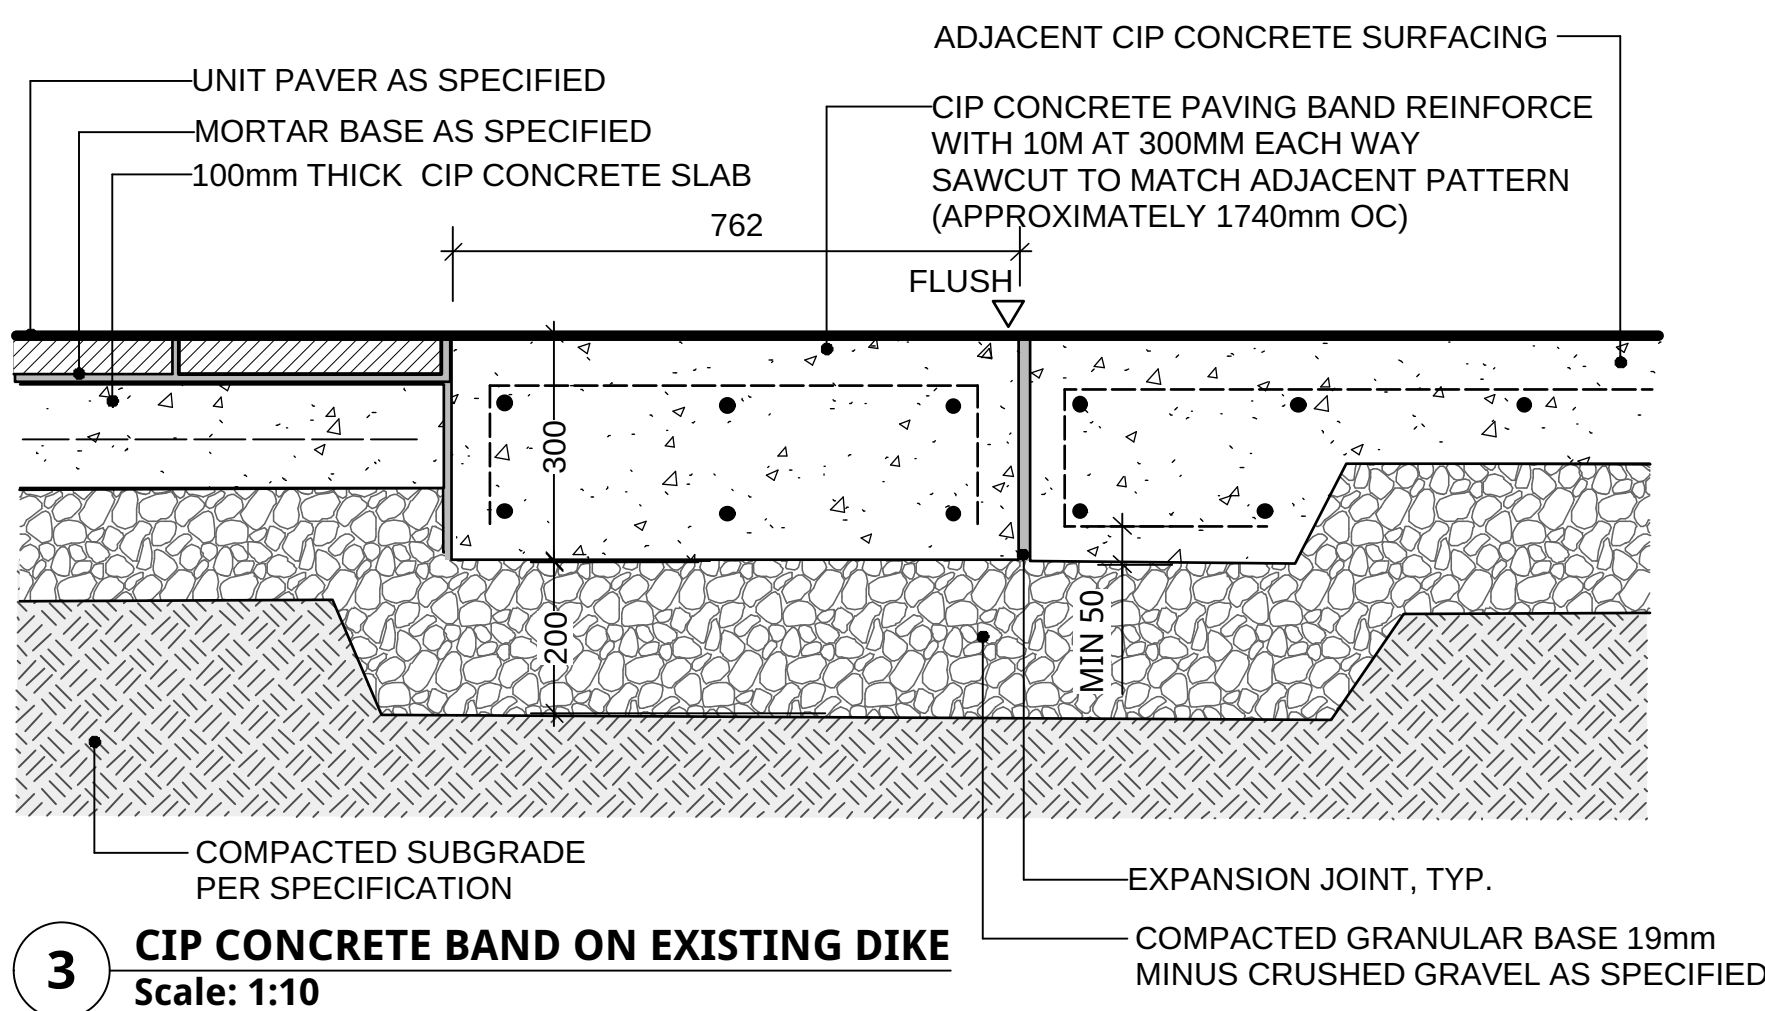 ADJACENT CIP CONCRETE SURFACING
UNIT PAVER AS SPECIFIED
CIP CONCRETE PAVING BAND REINFORCE
WITH 10M AT 300MM EACH WAY
SAWCUT TO MATCH ADJACENT PATTERN
(APPROXIMATELY 1740mm OC)
MORTAR BASE AS SPECIFIED
100mm THICK CIP CONCRETE SLAB
762
FLUSH
300
200
MIN 50
COMPACTED SUBGRADE
PER SPECIFICATION
EXPANSION JOINT, TYP.
COMPACTED GRANULAR BASE 19mm
MINUS CRUSHED GRAVEL AS SPECIFIED
3
CIP CONCRETE BAND ON EXISTING DIKE
Scale: 1:10